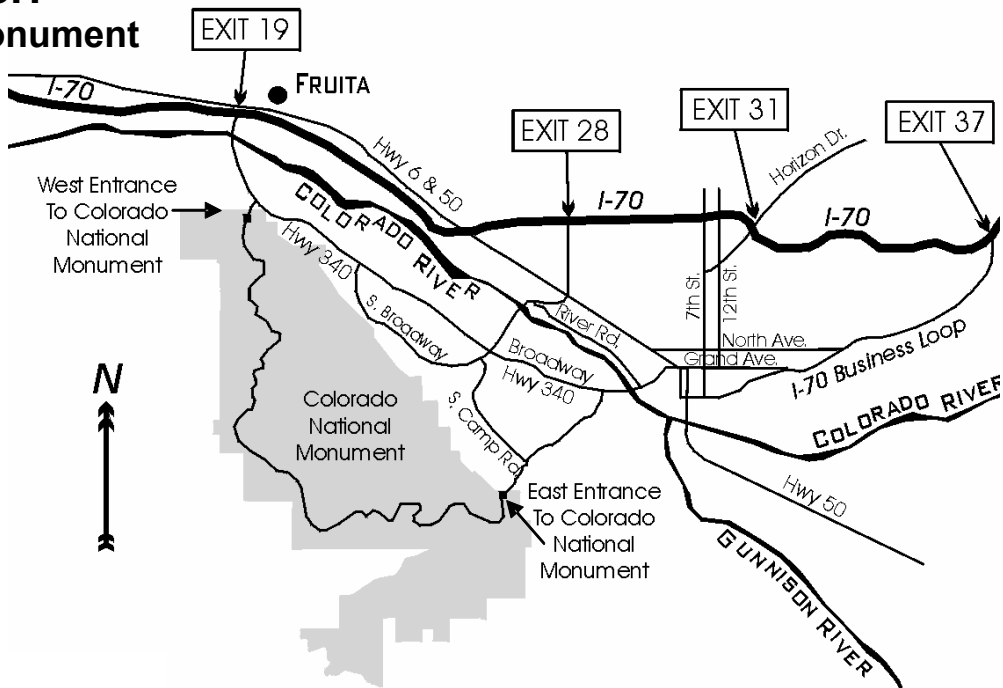 onument
EXIT 19
FRUITA
I-70
EXIT 28
EXIT 31
EXIT 37
Hwy 6 & 50
Horizon Dr.
I-70
I-70
West Entrance
To Colorado
National
Monument
COLORADO RIVER
Hwy 340
S. Broadway
River Rd.
7th St.
12th St.
North Ave.
Grand Ave.
I-70 Business Loop
Broadway
Hwy 340
N
Colorado
National
Monument
S. Camp Rd.
COLORADO RIVER
Hwy 50
East Entrance
To Colorado
National
Monument
GUNNISON RIVER